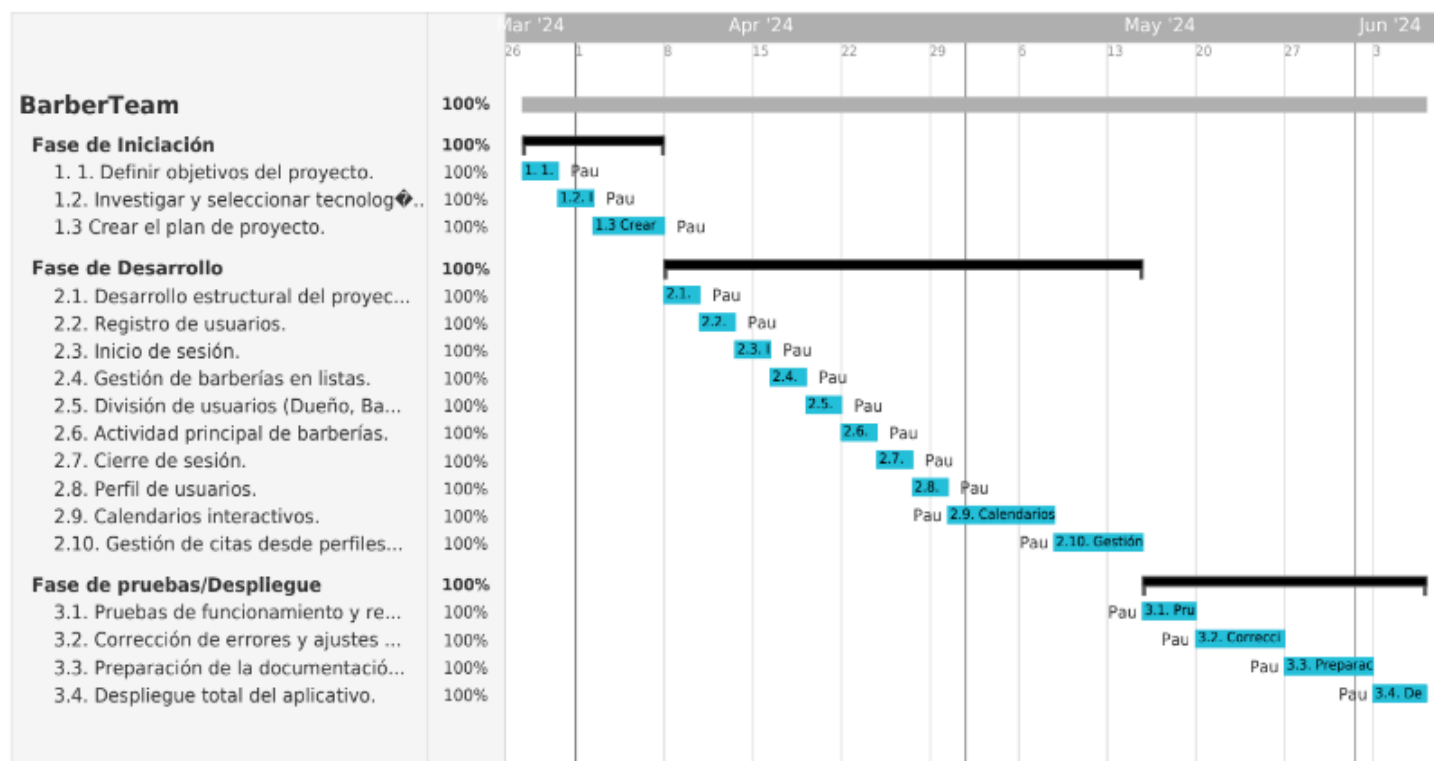 Mar '24 Apr '24 May '24 Jun '24
26 1 8 15 22 29 6 13 20 27 3
BarberTeam 100%
Fase de Iniciación 100%
1. 1. Definir objetivos del proyecto. 100% 1. 1. Pau
1.2. Investigar y seleccionar tecnolog�.. 100% 1.2. I Pau
1.3 Crear el plan de proyecto. 100% 1.3 Crear Pau
Fase de Desarrollo 100%
2.1. Desarrollo estructural del proyec... 100% 2.1. Pau
2.2. Registro de usuarios. 100% 2.2. Pau
2.3. Inicio de sesión. 100% 2.3. I Pau
2.4. Gestión de barberías en listas. 100% 2.4. Pau
2.5. División de usuarios (Dueño, Ba... 100% 2.5. Pau
2.6. Actividad principal de barberías. 100% 2.6. Pau
2.7. Cierre de sesión. 100% 2.7. Pau
2.8. Perfil de usuarios. 100% 2.8. Pau
2.9. Calendarios interactivos. 100% Pau 2.9. Calendarios
2.10. Gestión de citas desde perfiles... 100% Pau 2.10. Gestión
Fase de pruebas/Despliegue 100%
3.1. Pruebas de funcionamiento y re... 100% Pau 3.1. Pru
3.2. Corrección de errores y ajustes ... 100% Pau 3.2. Correcci
3.3. Preparación de la documentació... 100% Pau 3.3. Preparac
3.4. Despliegue total del aplicativo. 100% Pau 3.4. De